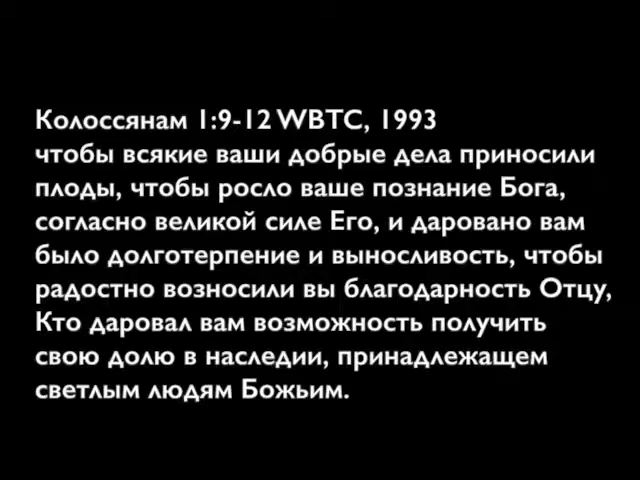 Колоссянам 1:9-12 WBTC, 1993
чтобы всякие ваши добрые дела приносили
плоды, чтобы росло ваше познание Бога,
согласно великой силе Его, и даровано вам
было долготерпение и выносливость, чтобы
радостно возносили вы благодарность Отцу,
Кто даровал вам возможность получить
свою долю в наследии, принадлежащем
светлым людям Божьим.